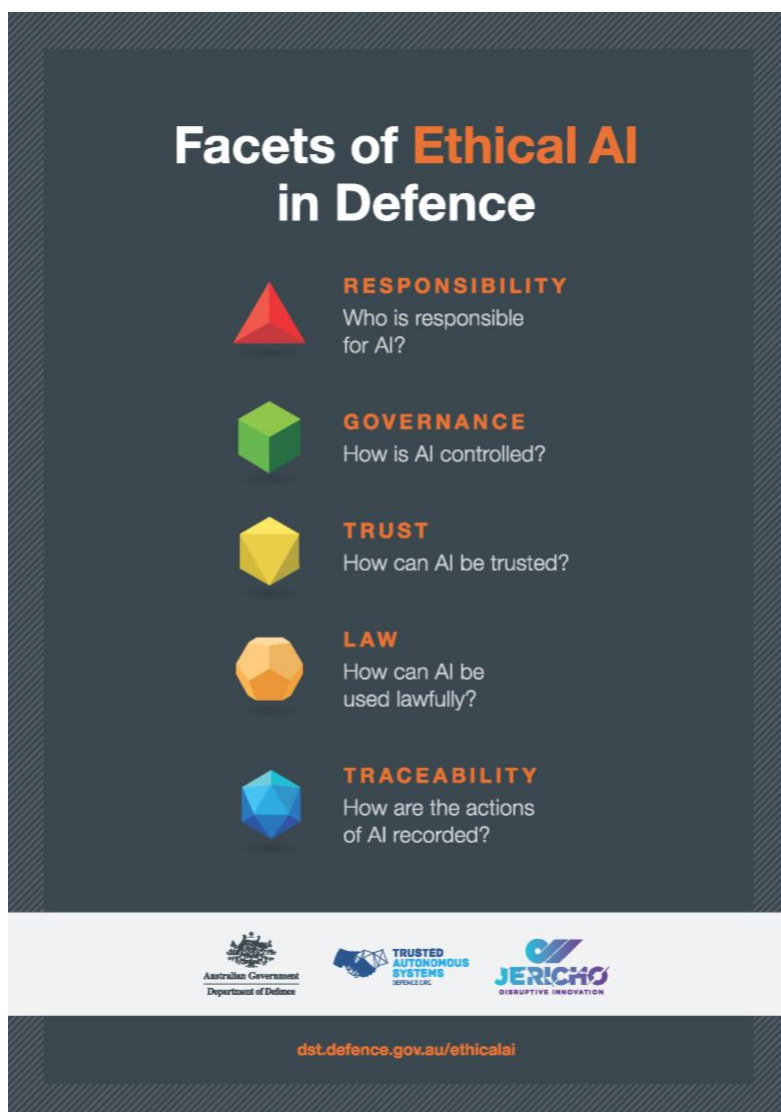 Facets of Ethical AI
in Defence
RESPONSIBILITY
Who is responsible
for AI?
GOVERNANCE
How is AI controlled?
TRUST
How can AI be trusted?
LAW
How can AI be
used lawfully?
TRACEABILITY
How are the actions
of AI recorded?
Australian Government
Department of Defence
TRUSTED
AUTONOMOUS
SYSTEMS
DEFENCE CRC
JERICHO
DISRUPTIVE INNOVATION
dst.defence.gov.au/ethicalai